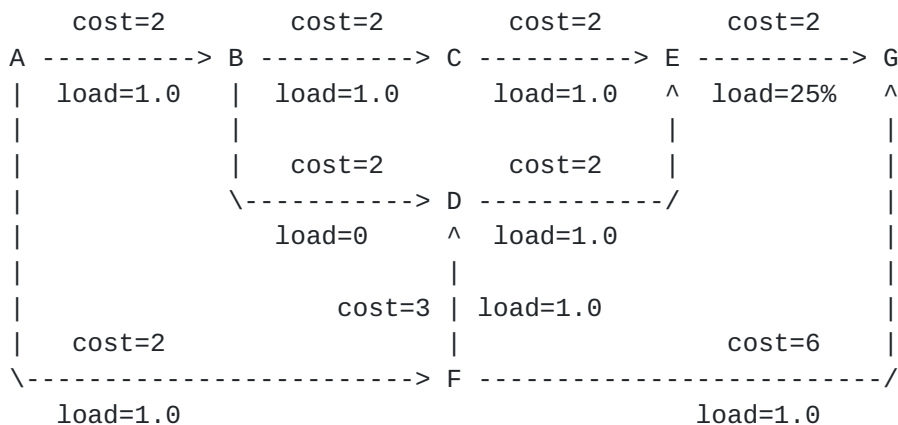 cost=2 cost=2 cost=2 cost=2
A ----------> B ----------> C ----------> E ----------> G
| load=1.0 | load=1.0 load=1.0 ^ load=25% ^
| | | |
| | cost=2 cost=2 | |
| \-----------> D ------------/ |
| load=0 ^ load=1.0 |
| | |
| cost=3 | load=1.0 |
| cost=2 | cost=6 |
\-------------------------> F --------------------------/
load=1.0 load=1.0